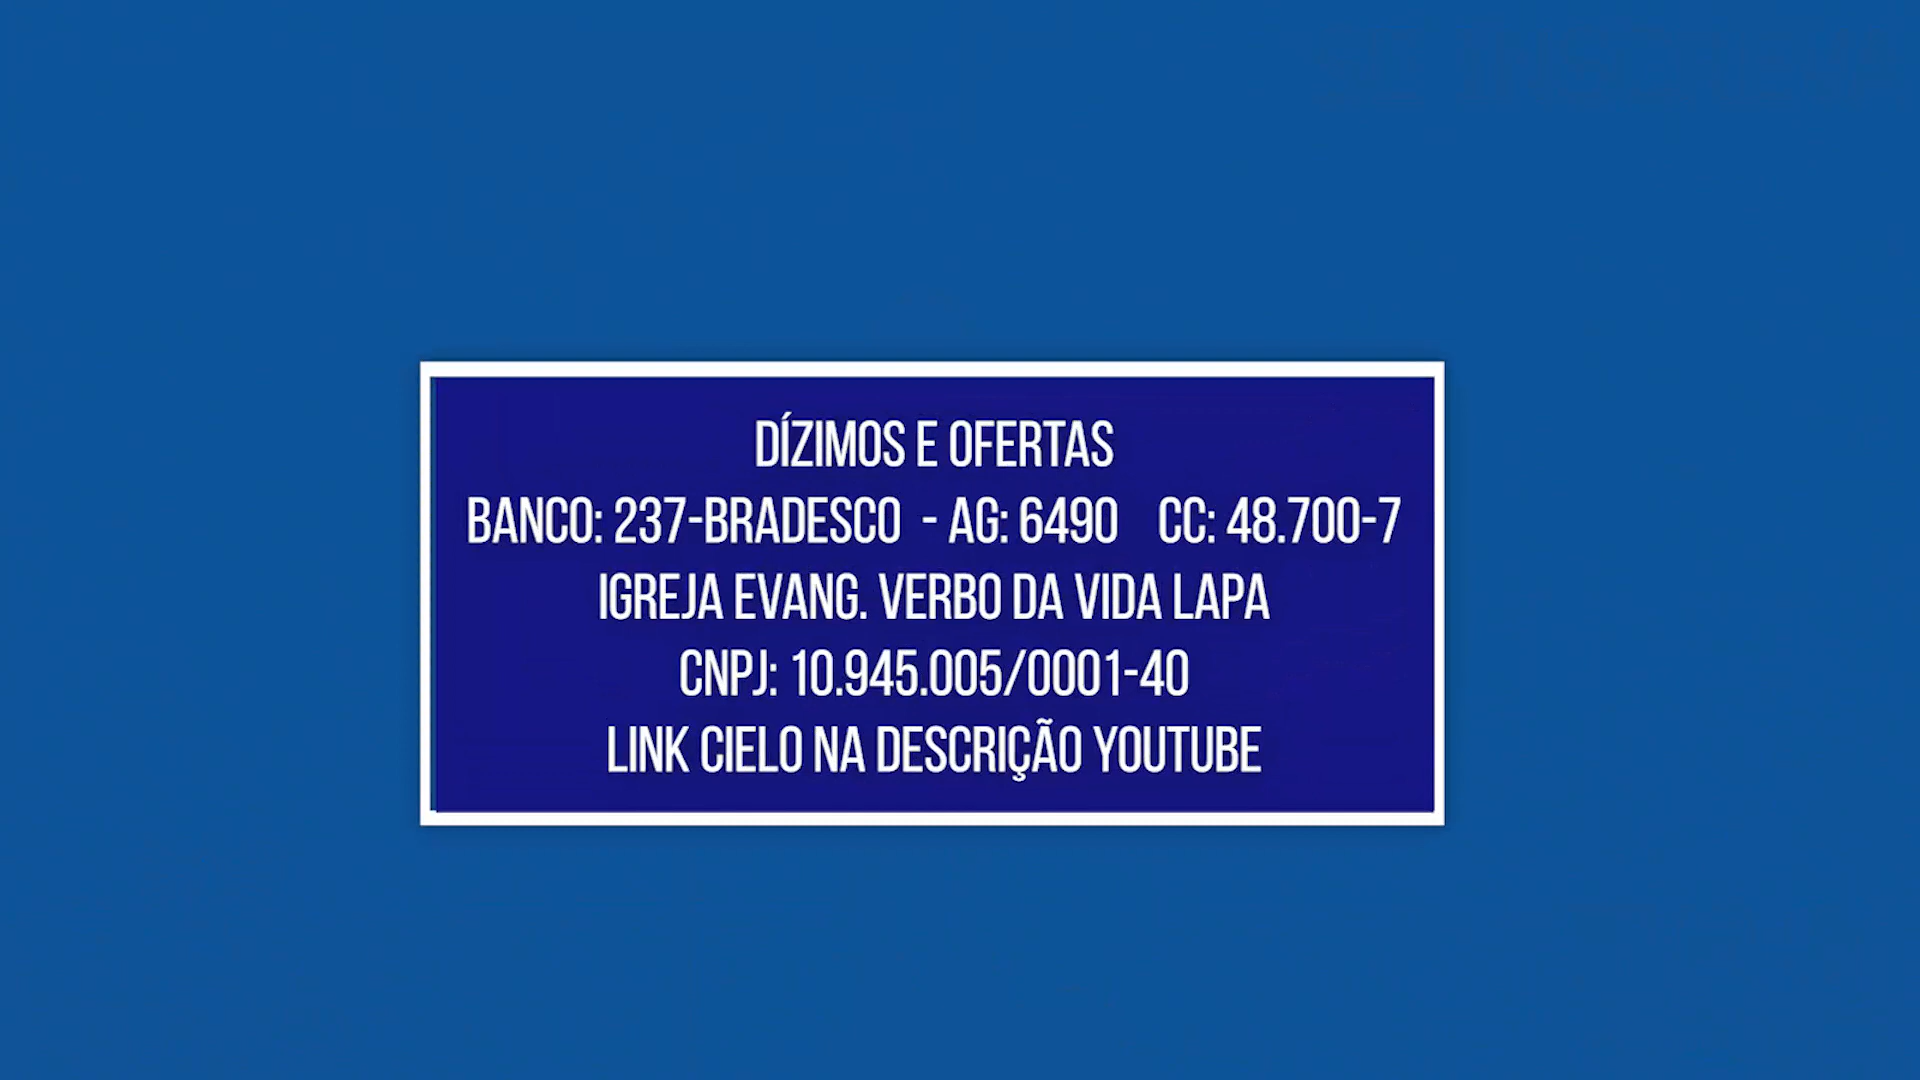 DÍZIMOS E OFERTAS
BANCO: 237-BRADESCO - AG: 6490 CC: 48.700-7
IGREJA EVANG. VERBO DA VIDA LAPA
CNPJ: 10.945.005/0001-40
LINK CIELO NA DESCRIÇÃO YOUTUBE